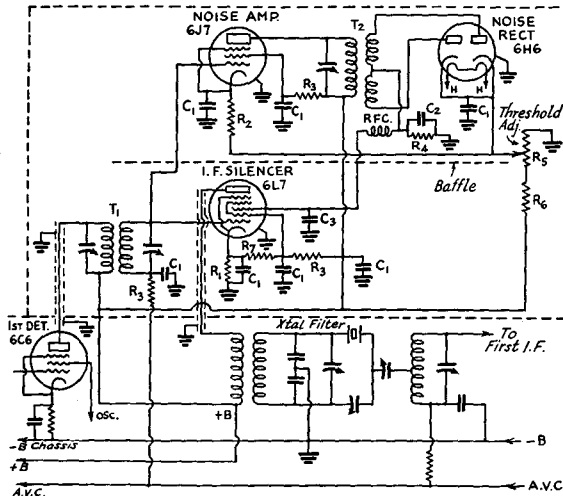 NOISE AMP.
6J7
T2
NOISE
RECT
6H6
H H
C1
R2
C1
R3
C1
RFC.
C2
R4
Threshold
Adj.
R5
Baffle
I.F. SILENCER
6L7
R6
T1
C1
R3
C3
R7
R1
C1
C1
R3
C1
1ST DET.
6C6
OSC.
Xtal Filter
To
First I.F.
+B
-B Chassis
-B
+B
A.V.C.
A.V.C.